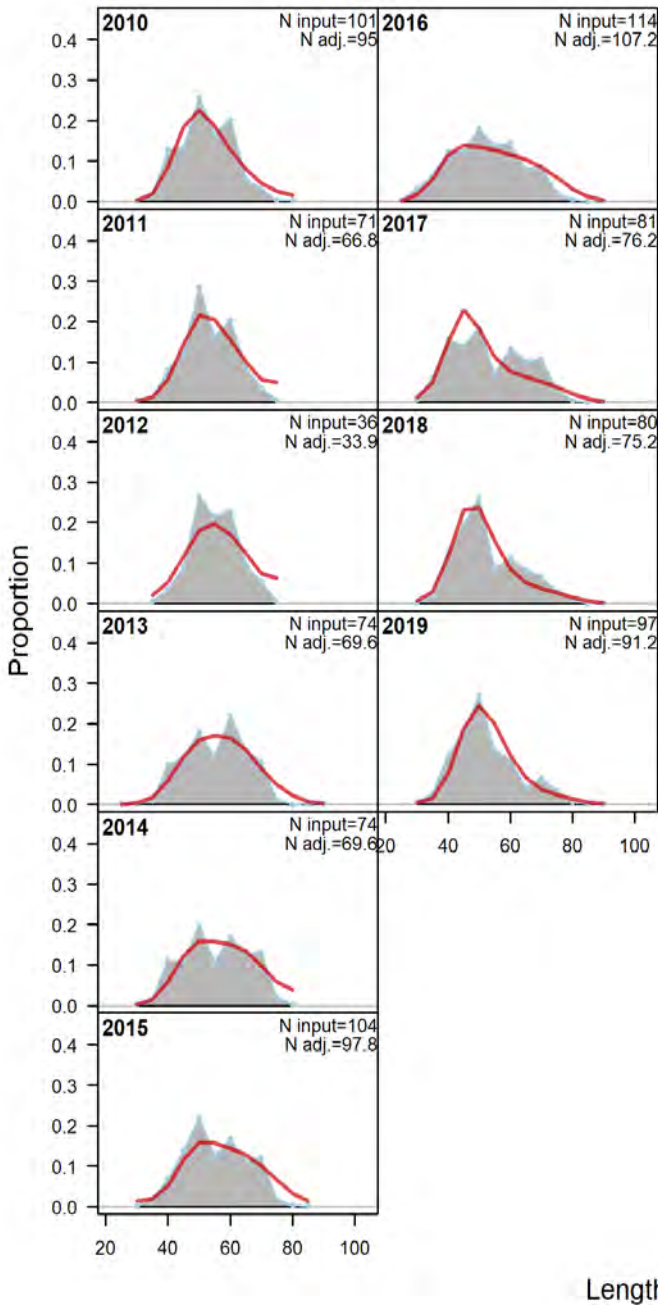 2010
N input=101
N adj.=95
2016
N input=114
N adj.=107.2
0.4
0.3
0.2
0.1
0.0
2011
N input=71
N adj.=66.8
2017
N input=81
N adj.=76.2
0.4
0.3
0.2
0.1
0.0
2012
N input=36
N adj.=33.9
2018
N input=80
N adj.=75.2
0.4
0.3
0.2
0.1
0.0
2013
N input=74
N adj.=69.6
2019
N input=97
N adj.=91.2
0.4
0.3
0.2
0.1
0.0
20 40 60 80 100
2014
N input=74
N adj.=69.6
0.4
0.3
0.2
0.1
0.0
2015
N input=104
N adj.=97.8
0.4
0.3
0.2
0.1
0.0
20 40 60 80 100
Proportion
Length